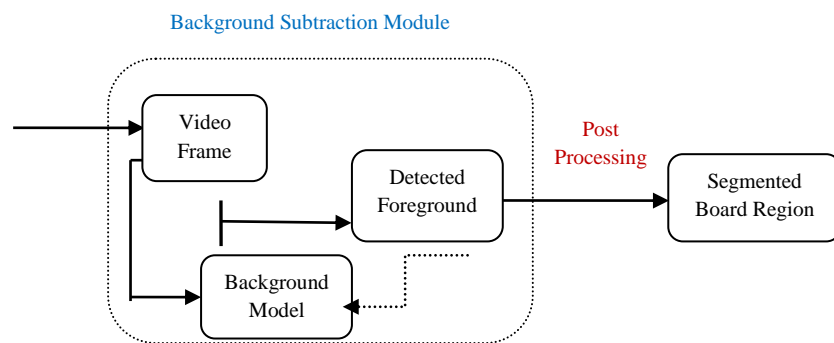 Background Subtraction Module
Video
Frame
Post
Processing
Detected
Foreground
Segmented
Board Region
Background
Model